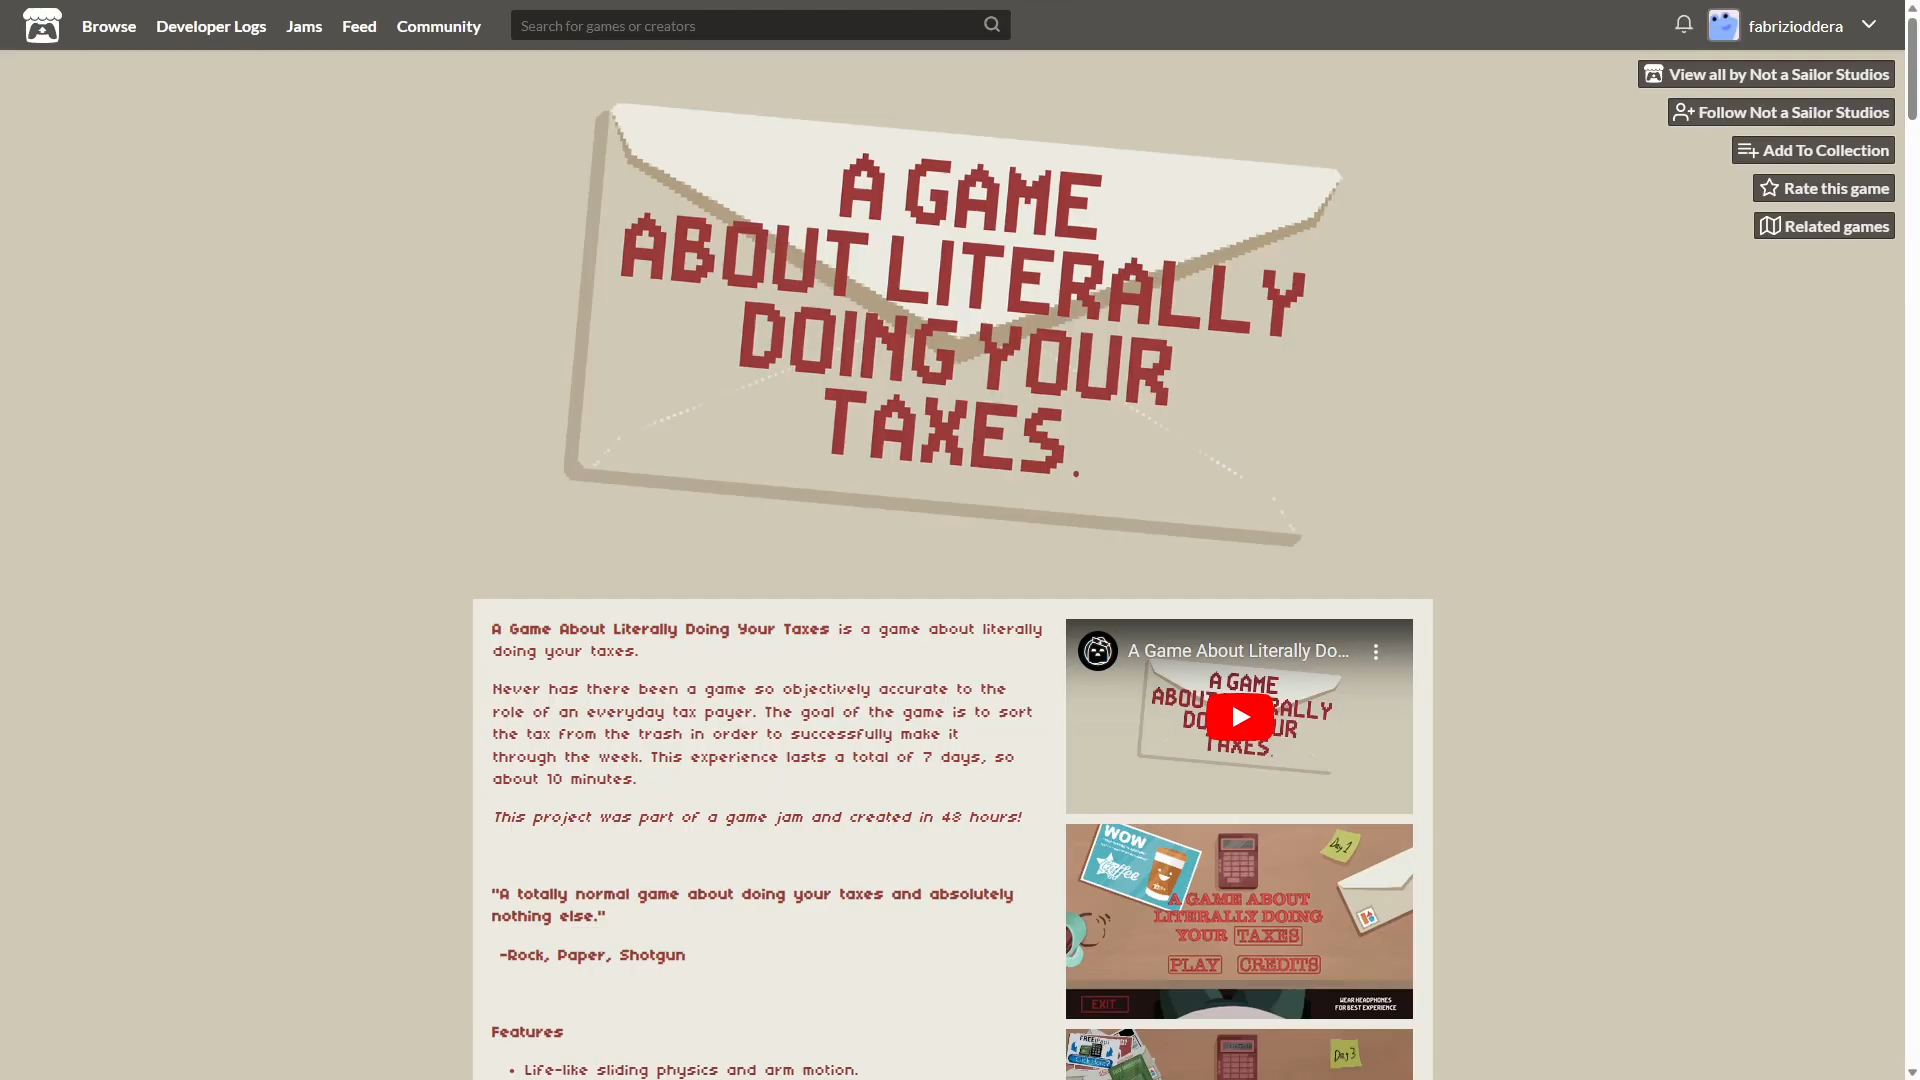 Browse
Developer Logs
Jams
Feed
Community
Search for games or creators
fabrizioddera
View all by Not a Sailor Studios
Follow Not a Sailor Studios
Add To Collection
Rate this game
Related games
A GAME
ABOUT LITERALLY
DOING YOUR
TAXES.
A Game About Literally Doing Your Taxes is a game about literally
doing your taxes.
Never has there been a game so objectively accurate to the
role of an everyday tax payer. The goal of the game is to sort
the tax from the trash in order to successfully make it
through the week. This experience lasts a total of 7 days, so
about 10 minutes.
This project was part of a game jam and created in 48 hours!
"A totally normal game about doing your taxes and absolutely
nothing else."
-Rock, Paper, Shotgun
Features
• Life-like sliding physics and arm motion.
A Game About Literally Do...
A GAME
WOW
Coffee
Day 1
A GAME ABOUT
LITERALLY DOING
YOUR TAXES
PLAY
CREDITS
EXIT
WEAR HEADPHONES
FOR BEST EXPERIENCE
Day 3